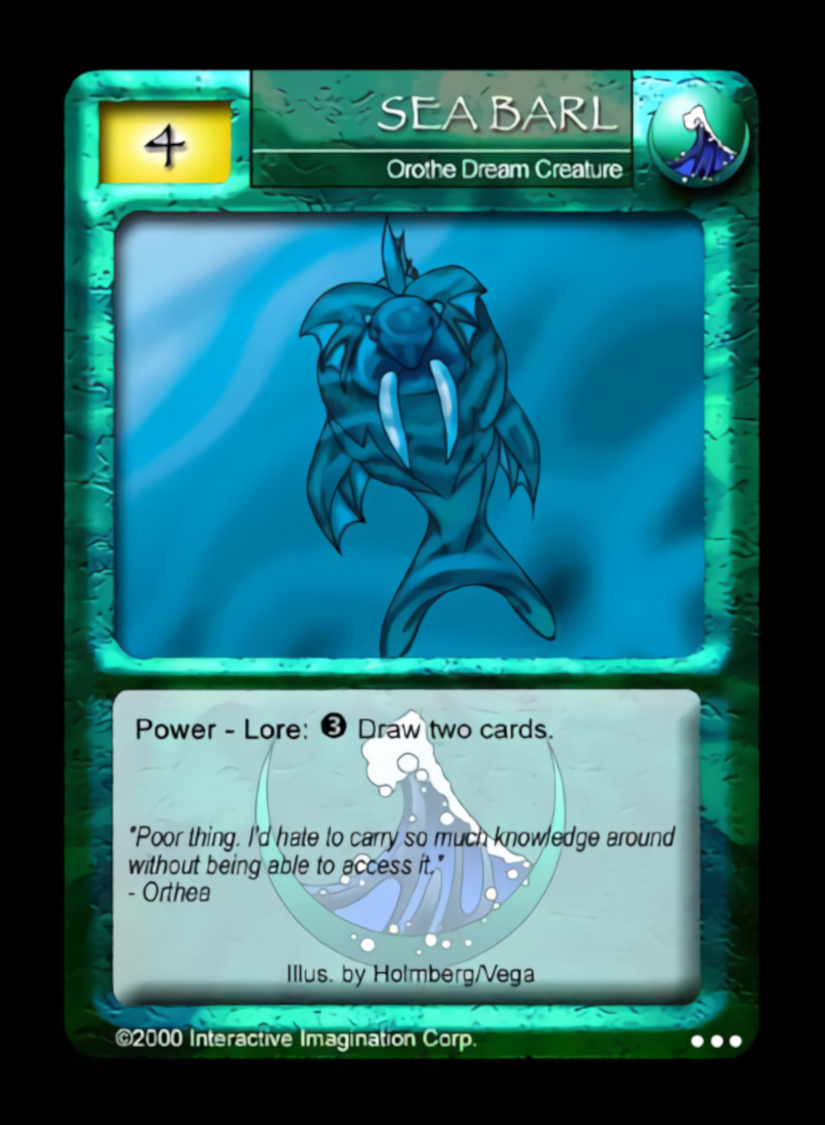 4
SEA BARL
Orothe Dream Creature
Power - Lore: ❸ Draw two cards.
"Poor thing. I'd hate to carry so much knowledge around
without being able to access it."
- Orthea
Illus. by Holmberg/Vega
©2000 Interactive Imagination Corp.